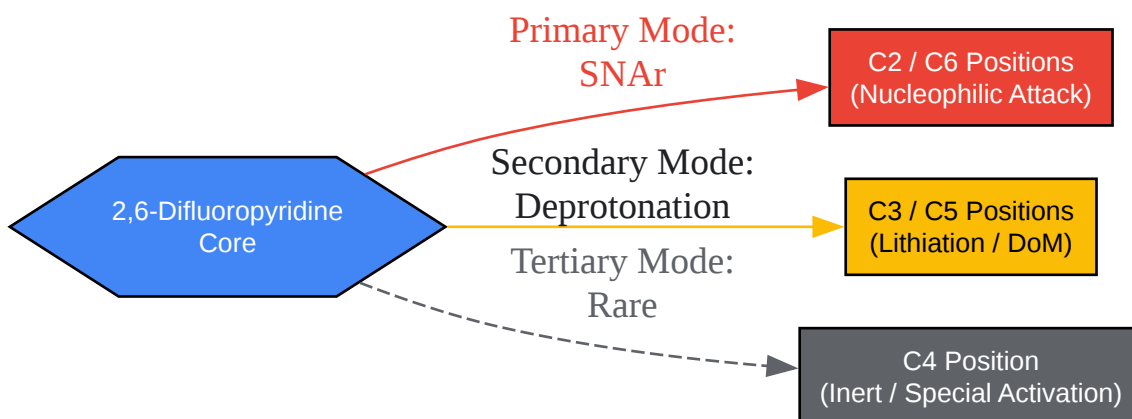 Primary Mode:
SNAr
C2 / C6 Positions
(Nucleophilic Attack)
2,6-Difluoropyridine
Core
Secondary Mode:
Deprotonation
C3 / C5 Positions
(Lithiation / DoM)
Tertiary Mode:
Rare
C4 Position
(Inert / Special Activation)